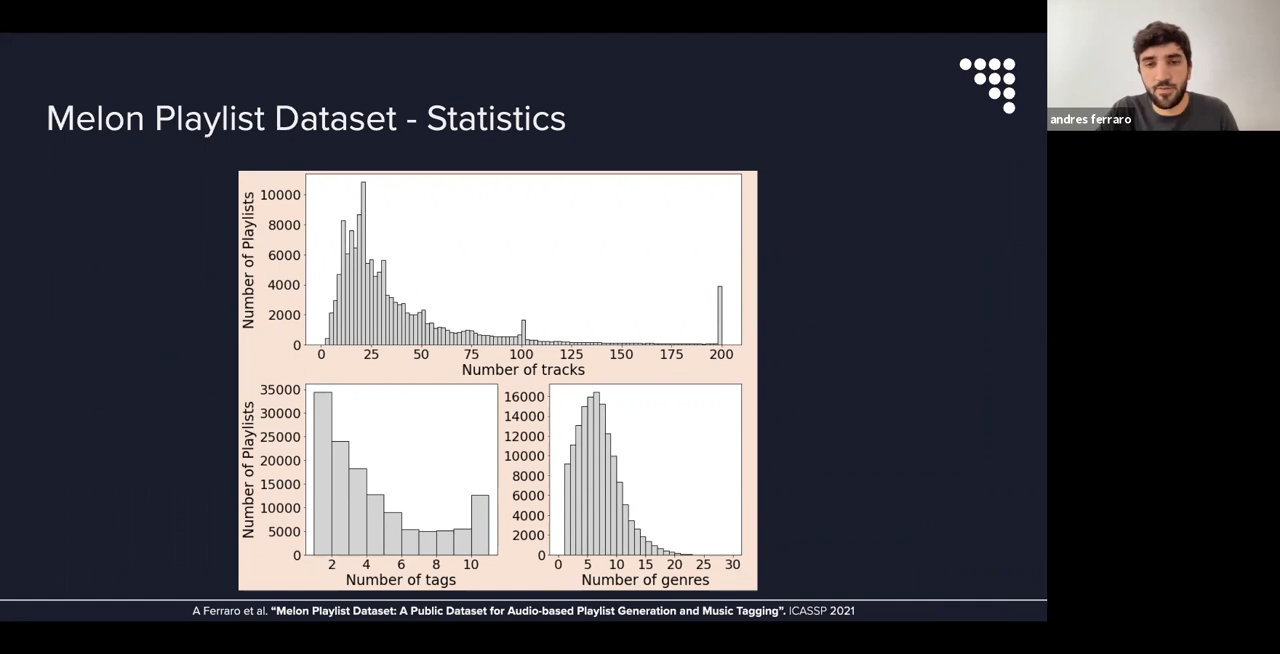 Melon Playlist Dataset - Statistics
andres ferraro
Number of Playlists
10000
8000
6000
4000
2000
0
0 25 50 75 100 125 150 175 200
Number of tracks
Number of Playlists
35000
30000
25000
20000
15000
10000
5000
0
2 4 6 8 10
Number of tags
16000
14000
12000
10000
8000
6000
4000
2000
0
0 5 10 15 20 25 30
Number of genres
A Ferraro et al. “Melon Playlist Dataset: A Public Dataset for Audio-based Playlist Generation and Music Tagging”. ICASSP 2021